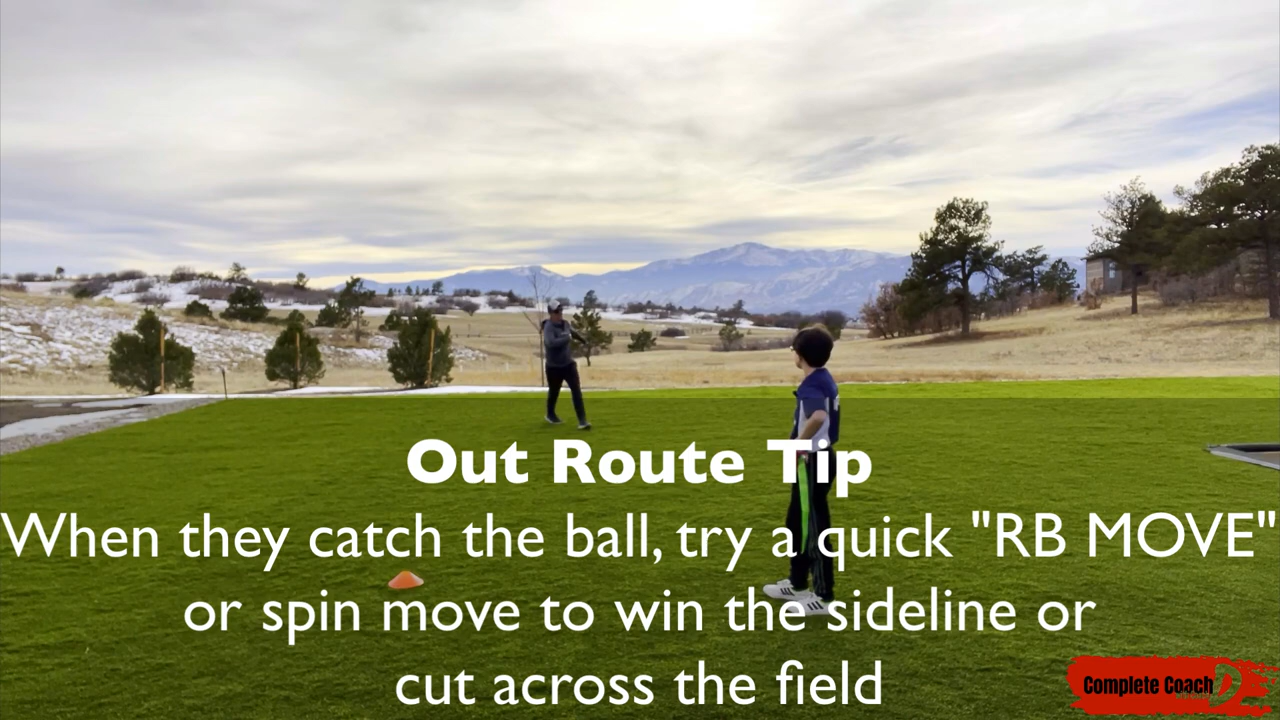 Out Route Tip
When they catch the ball, try a quick "RB MOVE"
or spin move to win the sideline or
cut across the field
Complete Coach